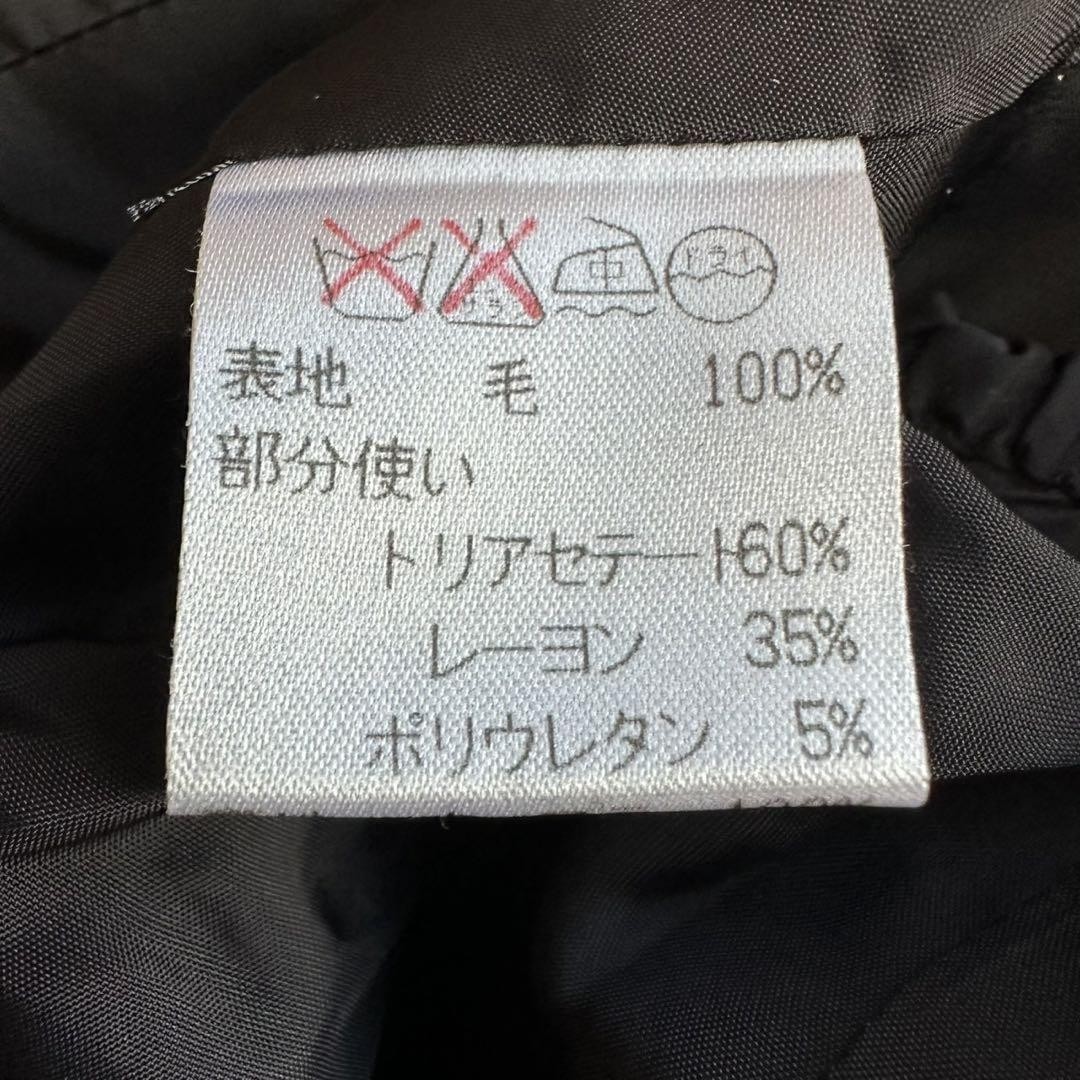 中 ドライ
表地 毛 100%
部分使い
トリアセテート60%
レーヨン 35%
ポリウレタン 5%